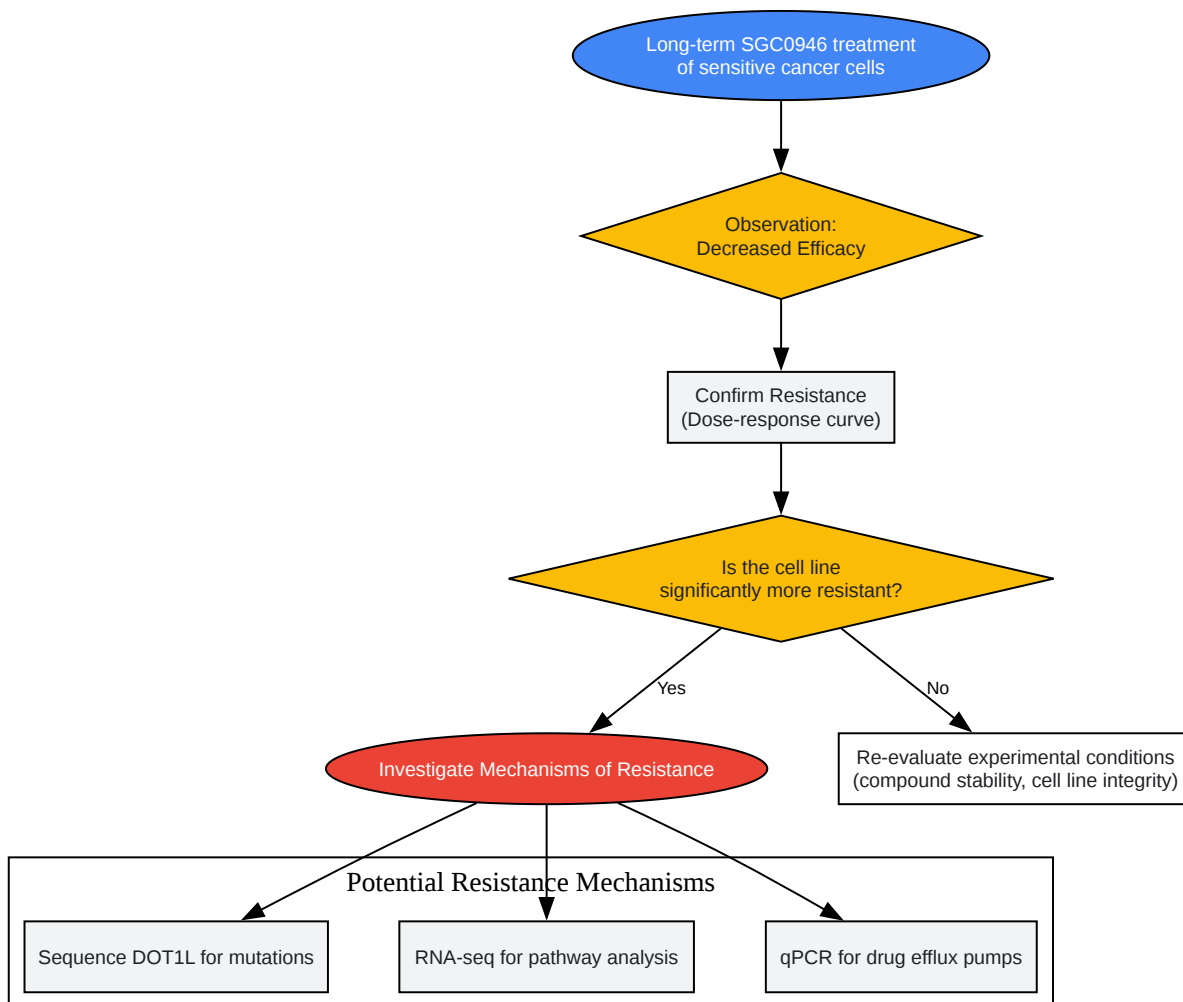 Long-term SGC0946 treatment
of sensitive cancer cells
Observation:
Decreased Efficacy
Confirm Resistance
(Dose-response curve)
Is the cell line
significantly more resistant?
Yes
No
Investigate Mechanisms of Resistance
Re-evaluate experimental conditions
(compound stability, cell line integrity)
Potential Resistance Mechanisms
Sequence DOT1L for mutations
RNA-seq for pathway analysis
qPCR for drug efflux pumps